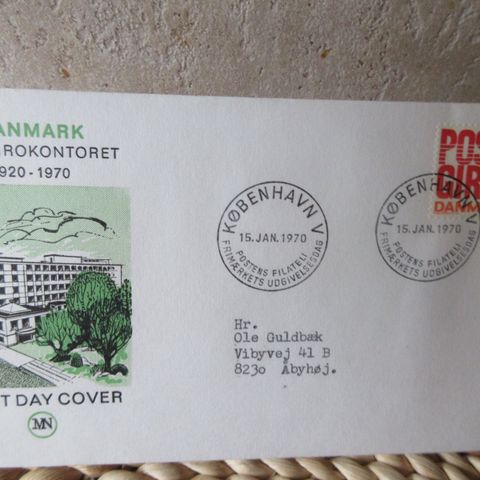 ANMARK
ROKONTORET
920 - 1970
T DAY COVER
MN
KØBENHAVN V
15. JAN. 1970
POSTENS FILATELI
FRIMÆRKETS UDGIVELSESDAG
Hr.
Ole Guldbæk
Vibyvej 41 B
8230 Åbyhøj.
POS
GIR
DANM
KØBENHAVN V
15. JAN. 1970
POSTENS FILATELI
FRIMÆRKETS UDGIVELSESDAG